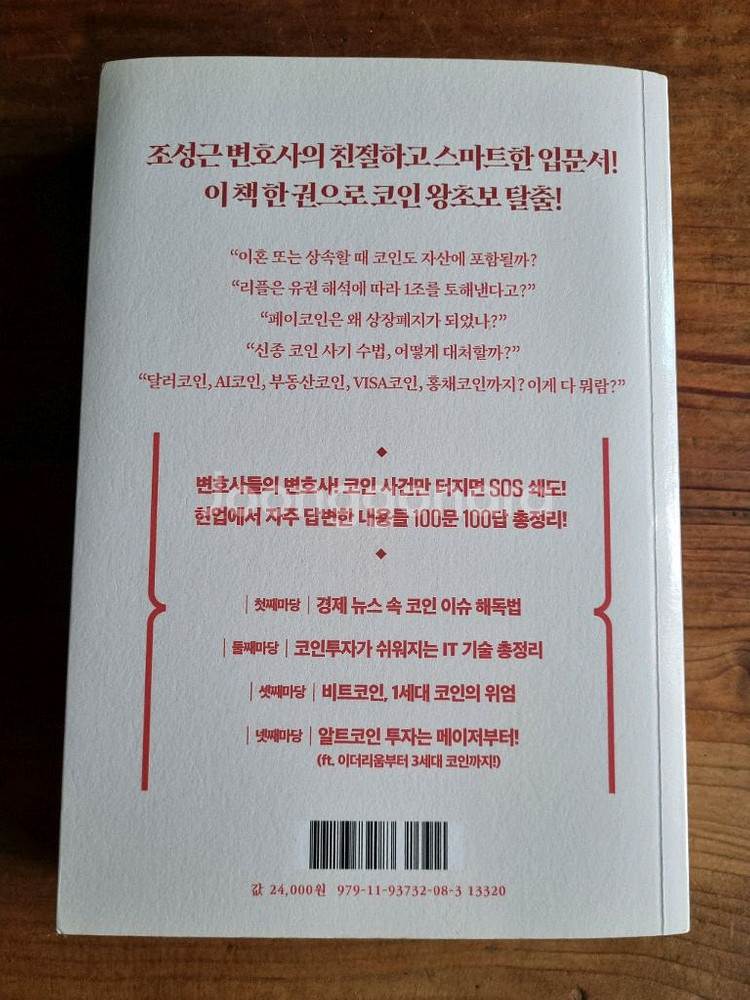 조성근 변호사의 친절하고 스마트한 입문서!
이 책 한 권으로 코인 왕초보 탈출!
“이혼 또는 상속할 때 코인도 자산에 포함될까?
“리플은 유권 해석에 따라 1조를 토해낸다고?”
“페이코인은 왜 상장폐지가 되었나?”
“신종 코인 사기 수법, 어떻게 대처할까?”
“달러코인, AI코인, 부동산코인, VISA코인, 홍채코인까지? 이게 다 뭐람?”
변호사들의 변호사! 코인 사건만 터지면 SOS 쇄도!
현업에서 자주 답변한 내용들 100문 100답 총정리!
첫째마당 | 경제 뉴스 속 코인 이슈 해독법
둘째마당 | 코인투자가 쉬워지는 IT 기술 총정리
셋째마당 | 비트코인, 1세대 코인의 위엄
넷째마당 | 알트코인 투자는 메이저부터!
(ft. 이더리움부터 3세대 코인까지!)
값 24,000원 979-11-93732-08-3 13320